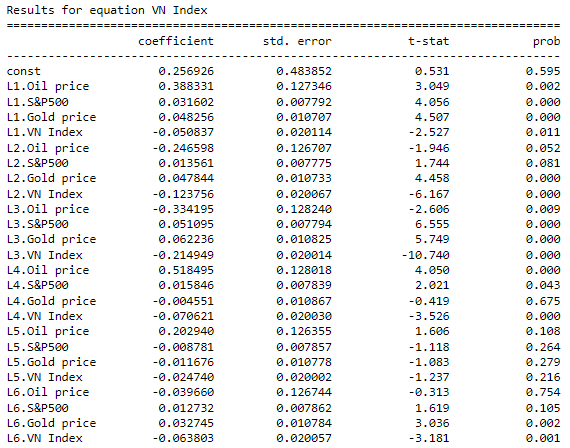 Results for equation VN Index
==============================================================================
coefficient std. error t-stat prob
------------------------------------------------------------------------------
const 0.256926 0.483852 0.531 0.595
L1.Oil price 0.388331 0.127346 3.049 0.002
L1.S&P500 0.031602 0.007792 4.056 0.000
L1.Gold price 0.048256 0.010707 4.507 0.000
L1.VN Index -0.050837 0.020114 -2.527 0.011
L2.Oil price -0.246598 0.126707 -1.946 0.052
L2.S&P500 0.013561 0.007775 1.744 0.081
L2.Gold price 0.047844 0.010733 4.458 0.000
L2.VN Index -0.123756 0.020067 -6.167 0.000
L3.Oil price -0.334195 0.128240 -2.606 0.009
L3.S&P500 0.051095 0.007794 6.555 0.000
L3.Gold price 0.062236 0.010825 5.749 0.000
L3.VN Index -0.214949 0.020014 -10.740 0.000
L4.Oil price 0.518495 0.128018 4.050 0.000
L4.S&P500 0.015846 0.007839 2.021 0.043
L4.Gold price -0.004551 0.010867 -0.419 0.675
L4.VN Index -0.070621 0.020030 -3.526 0.000
L5.Oil price 0.202940 0.126355 1.606 0.108
L5.S&P500 -0.008781 0.007857 -1.118 0.264
L5.Gold price -0.011676 0.010778 -1.083 0.279
L5.VN Index -0.024740 0.020002 -1.237 0.216
L6.Oil price -0.039660 0.126744 -0.313 0.754
L6.S&P500 0.012732 0.007862 1.619 0.105
L6.Gold price 0.032745 0.010784 3.036 0.002
L6.VN Index -0.063803 0.020057 -3.181 0.001